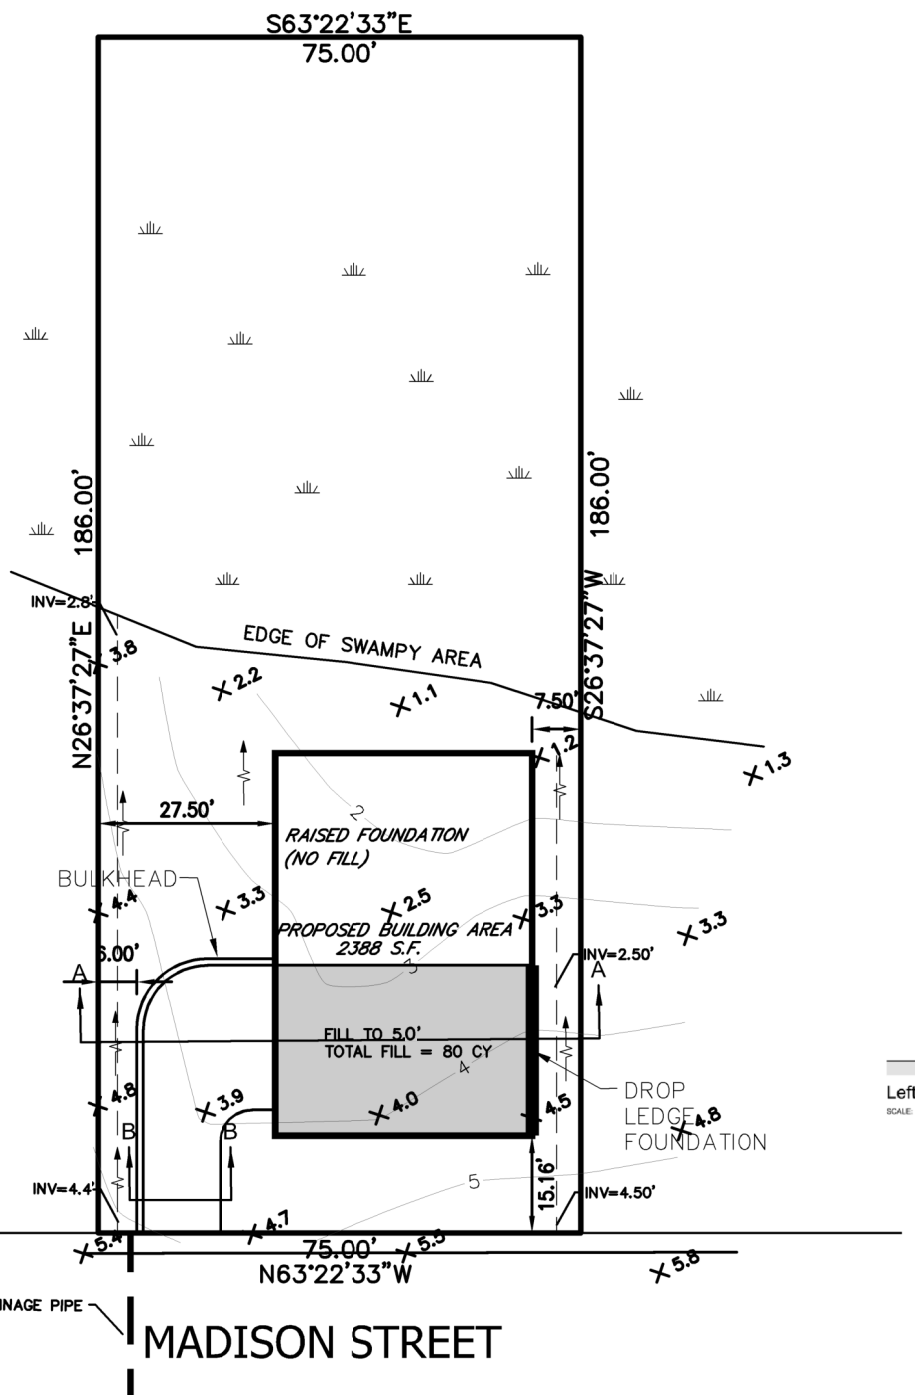 S63°22'33"E
75.00'
186.00'
186.00'
INV=2.8'
EDGE OF SWAMPY AREA
N26°37'27"E
S26°37'27"W
3.8
2.2
1.1
7.50'
1.2
1.3
27.50'
2
RAISED FOUNDATION
(NO FILL)
BULKHEAD
4.4
3.3
2.5
3.3
3.3
PROPOSED BUILDING AREA
2388 S.F.
6.00'
INV=2.50'
A
A
3
FILL TO 5.0'
TOTAL FILL = 80 CY
4
DROP
LEDGE
FOUNDATION
Left
SCALE:
4.8
3.9
4.0
4.5
4.8
B
B
15.16'
5
INV=4.4'
INV=4.50'
4.7
5.4
75.00'
5.5
N63°22'33"W
5.8
INAGE PIPE
MADISON STREET